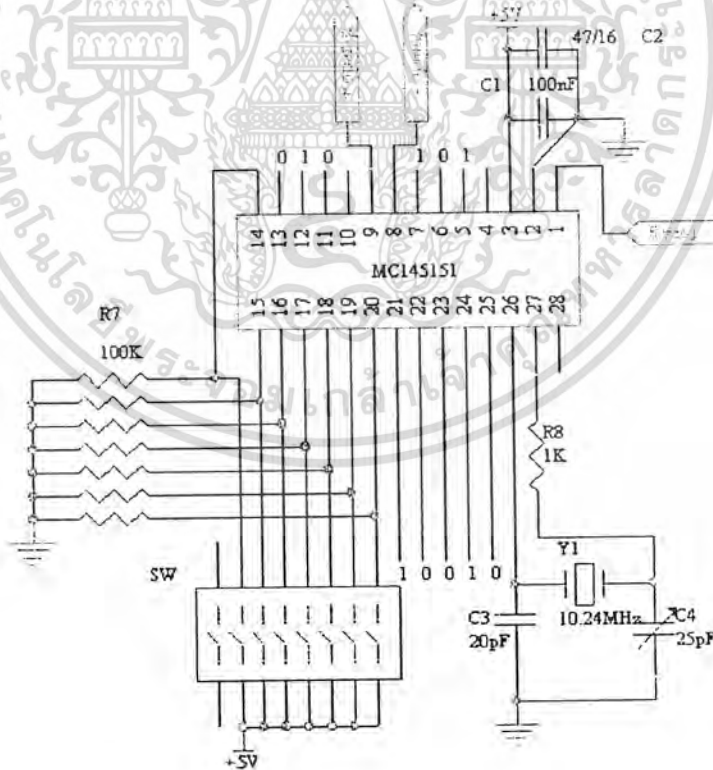 +5V
47/16 C2
C1 100nF
0 1 0 1 0 1
14 13 12 11 10 9 8 7 6 5 4 3 2 1
MC145151
15 16 17 18 19 20 21 22 23 24 25 26 27 28
R7
100K
R8
1K
1 0 0 1 0
SW
Y1
C3 10.24MHz C4
20pF 25pF
+5V